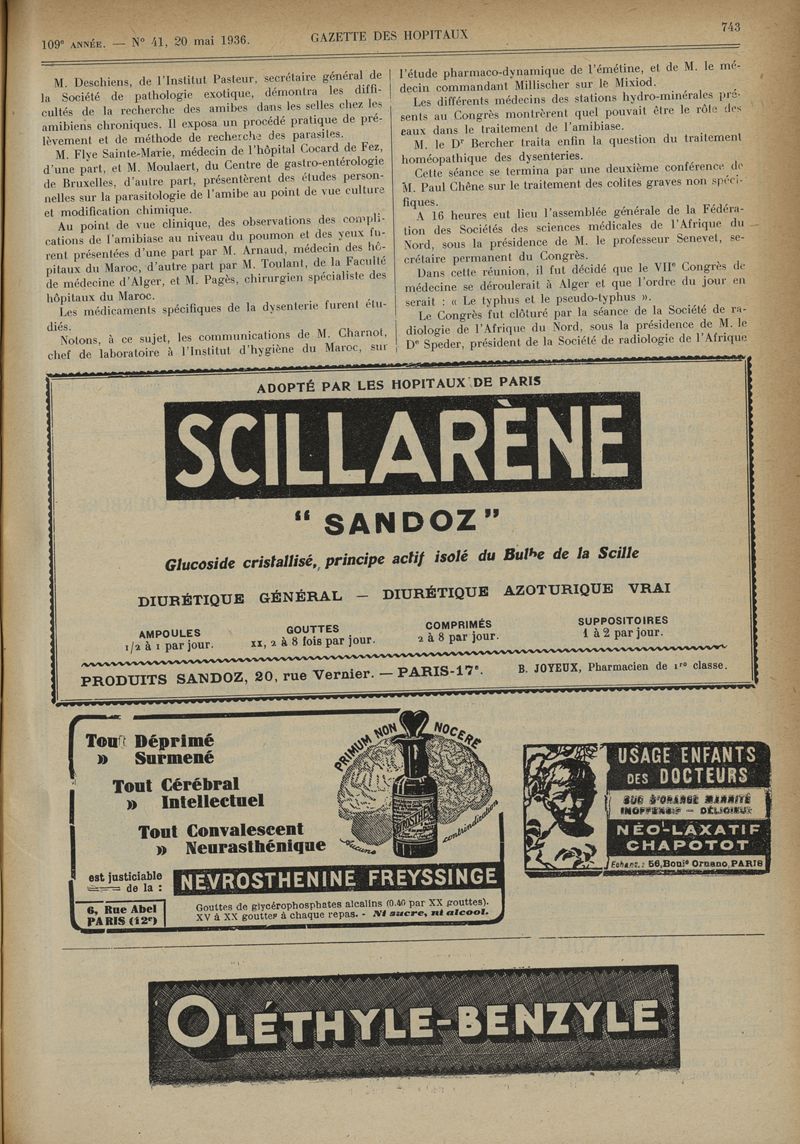 109e ANNÉE. — N° 41, 20 mai 1936.
GAZETTE DES HOPITAUX
743
M. Deschiens, de l'Institut Pasteur, secrétaire général de
la Société de pathologie exotique, démontra les diffi-
cultés de la recherche des amibes dans les selles chez les
amibiens chroniques. Il exposa un procédé pratique de pré-
lèvement et de méthode de recherche des parasites.
M. Flye Sainte-Marie, médecin de l'hôpital Cocard de Fez,
d'une part, et M. Moulaert, du Centre de gastro-entérologie
de Bruxelles, d'autre part, présentèrent des études person-
nelles sur la parasitologie de l'amibe au point de vue culture
et modification chimique.
Au point de vue clinique, des observations des compli-
cations de l'amibiase au niveau du poumon et des yeux fu-
rent présentées d'une part par M. Arnaud, médecin des hô-
pitaux du Maroc, d'autre part par M. Toulant, de la Faculté
de médecine d'Alger, et M. Pagès, chirurgien spécialiste des
hôpitaux du Maroc.
Les médicaments spécifiques de la dysenterie furent étu-
diés.
Notons, à ce sujet, les communications de M. Charnot,
chef de laboratoire à l'Institut d'hygiène du Maroc, sur
l'étude pharmaco-dynamique de l'émétine, et de M. le mé-
decin commandant Millischer sur le Mixiod.
Les différents médecins des stations hydro-minérales pré-
sents au Congrès montrèrent quel pouvait être le rôle des
eaux dans le traitement de l'amibiase.
M. le Dr Bercher traita enfin la question du traitement
homéopathique des dysenteries.
Cette séance se termina par une deuxième conférence de
M. Paul Chêne sur le traitement des colites graves non spéci-
fiques.
A 16 heures eut lieu l'assemblée générale de la Fédéra-
tion des Sociétés des sciences médicales de l'Afrique du
Nord, sous la présidence de M. le professeur Senevet, se-
crétaire permanent du Congrès.
Dans cette réunion, il fut décidé que le VIIe Congrès de
médecine se déroulerait à Alger et que l'ordre du jour en
serait : « Le typhus et le pseudo-typhus ».
Le Congrès fut clôturé par la séance de la Société de ra-
diologie de l'Afrique du Nord, sous la présidence de M. le
Dr Speder, président de la Société de radiologie de l'Afrique
ADOPTÉ PAR LES HOPITAUX DE PARIS
SCILLARÈNE
“ SANDOZ ”
Glucoside cristallisé, principe actif isolé du Bulbe de la Scille
DIURÉTIQUE GÉNÉRAL — DIURÉTIQUE AZOTURIQUE VRAI
AMPOULES
1/2 à 1 par jour.
GOUTTES
XX, 2 à 8 fois par jour.
COMPRIMÉS
2 à 8 par jour.
SUPPOSITOIRES
1 à 2 par jour.
PRODUITS SANDOZ, 20, rue Vernier. — PARIS-17e.
B. JOYEUX, Pharmacien de 1re classe.
Tout Déprimé
» Surmené
Tout Cérébral
» Intellectuel
Tout Convalescent
» Neurasthénique
PRIMUM NON NOCERE
Aucune contrindication
est justiciable
de la :
NEVROSTHENINE FREYSSINGE
6, Rue Abel
PARIS (12e)
Gouttes de glycérophosphates alcalins (0.40 par XX gouttes).
XV à XX gouttes à chaque repas. - Ni sucre, ni alcool.
USAGE ENFANTS
DES DOCTEURS
SUC D'ORANGE MANNITÉ
INOFFENSIF — DÉLICIEUX
NÉO-LAXATIF
CHAPOTOT
Echant.: 56, Boulᵈ Ornano, PARIS
OLÉTHYLE-BENZYLE